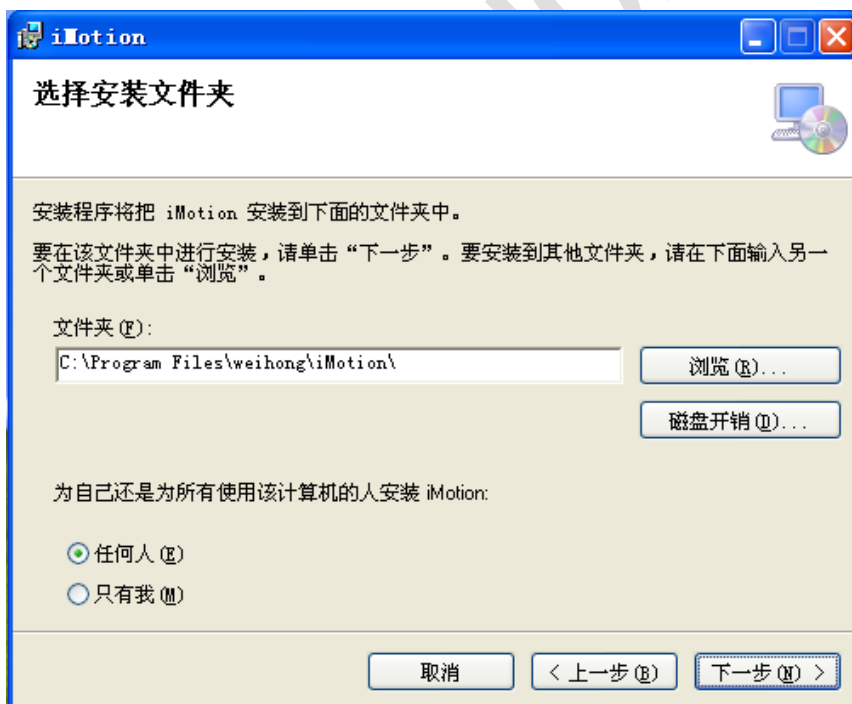 iMotion
选择安装文件夹
安装程序将把 iMotion 安装到下面的文件夹中。
要在该文件夹中进行安装，请单击“下一步”。要安装到其他文件夹，请在下面输入另一
个文件夹或单击“浏览”。
文件夹(F):
C:\Program Files\weihong\iMotion\
浏览(R)...
磁盘开销(D)...
为自己还是为所有使用该计算机的人安装 iMotion:
任何人(E)
只有我(M)
取消
< 上一步(B)
下一步(N) >